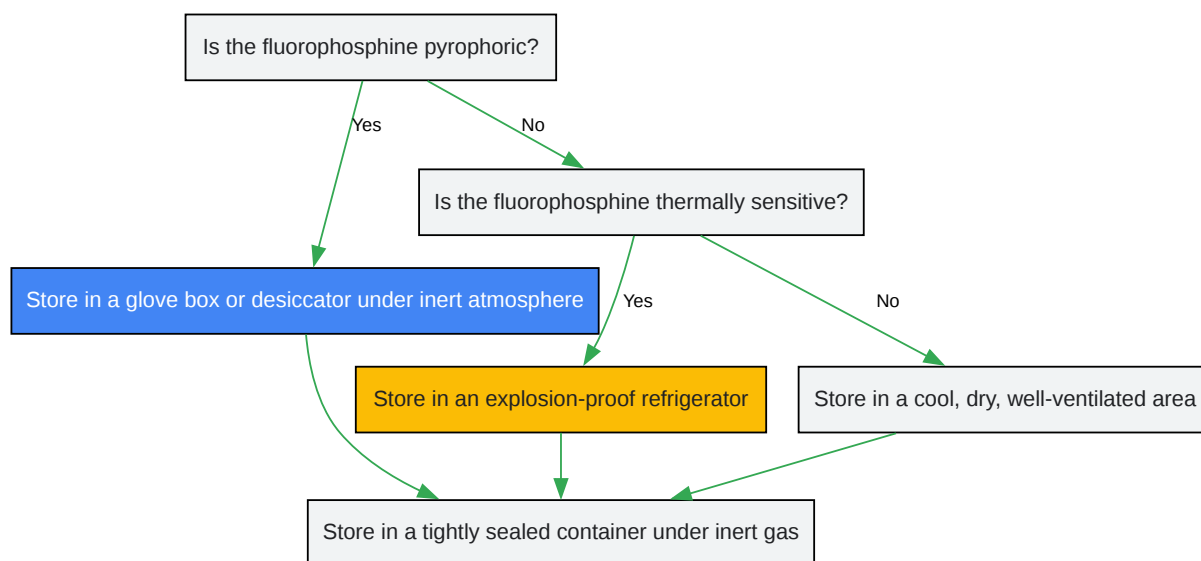 Is the fluorophosphine pyrophoric?
Yes
No
Is the fluorophosphine thermally sensitive?
Store in a glove box or desiccator under inert atmosphere
Yes
No
Store in an explosion-proof refrigerator
Store in a cool, dry, well-ventilated area
Store in a tightly sealed container under inert gas